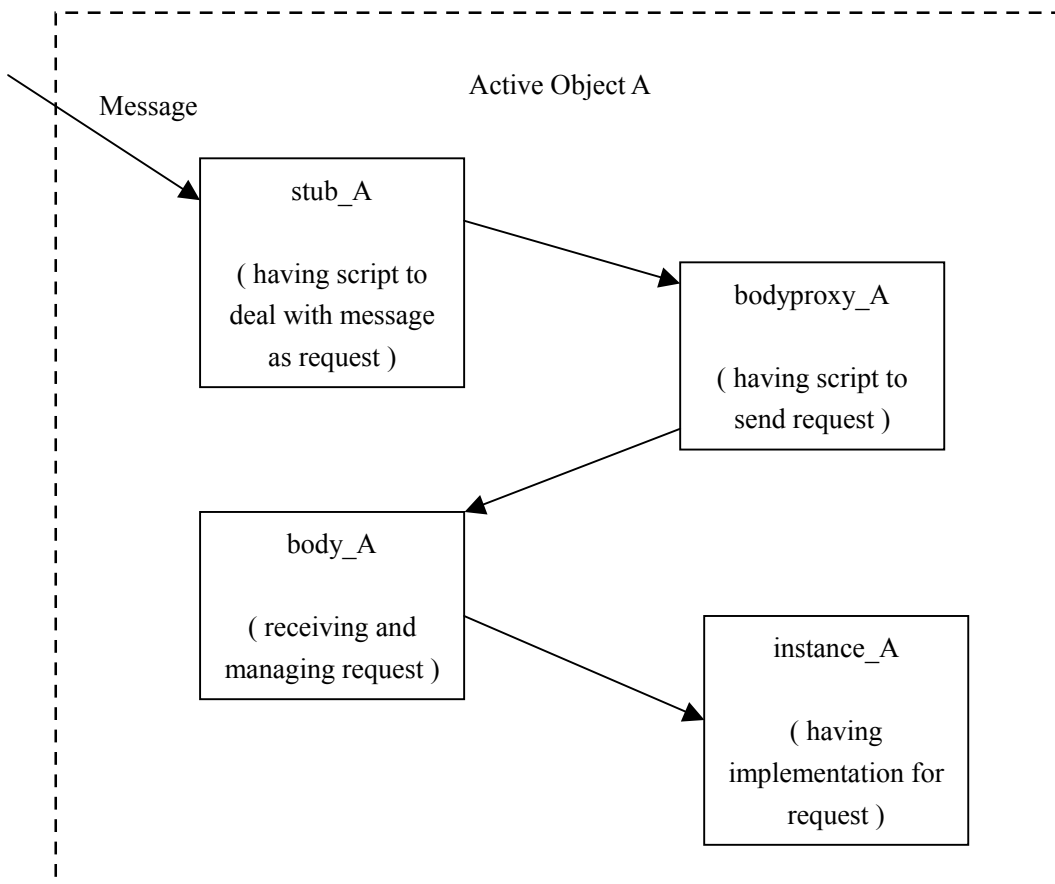 Active Object A
Message
stub_A
( having script to
deal with message
as request )
bodyproxy_A
( having script to
send request )
body_A
( receiving and
managing request )
instance_A
( having
implementation for
request )